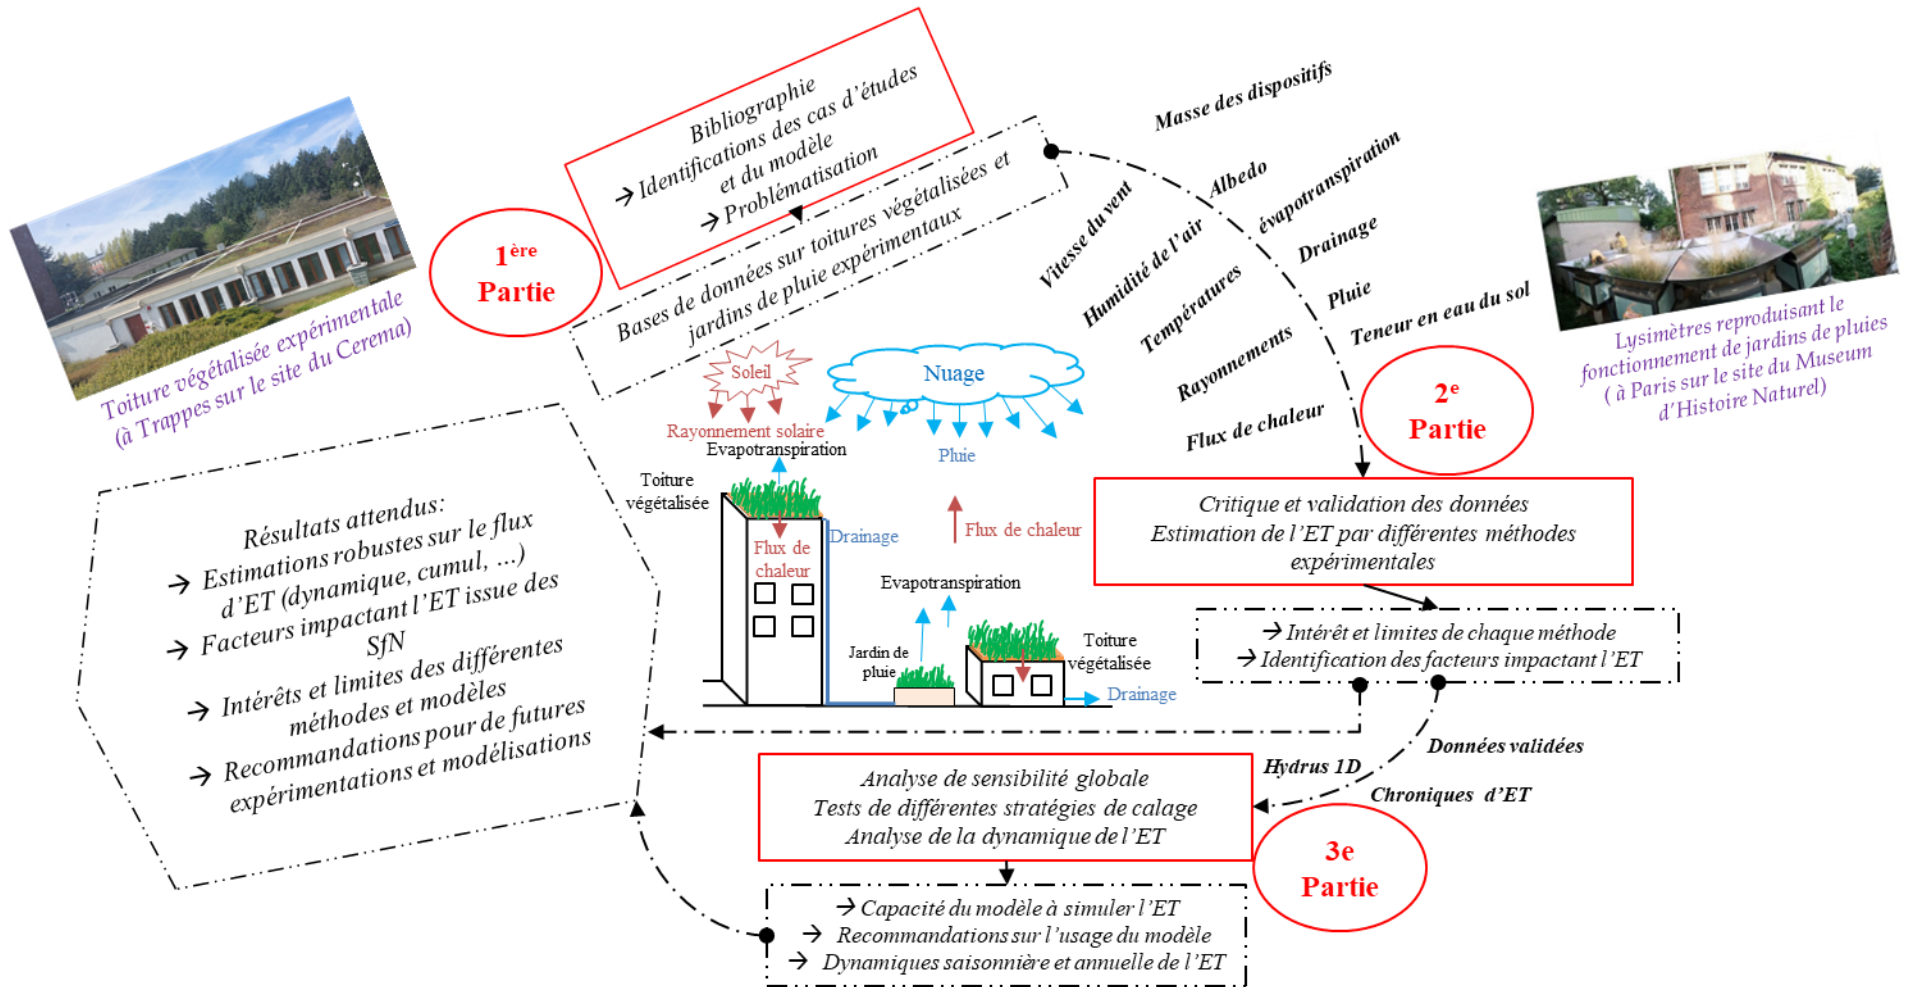 Bibliographie
→ Identifications des cas d’études
et du modèle
→ Problématisation
1ère
Partie
Bases de données sur toitures végétalisées et
jardins de pluie expérimentaux
Toiture végétalisée expérimentale
(à Trappes sur le site du Cerema)
Masse des dispositifs
Albedo
évapotranspiration
Vitesse du vent
Humidité de l’air
Drainage
Températures
Pluie
Rayonnements
Teneur en eau du sol
Flux de chaleur
Lysimètres reproduisant le
fonctionnement de jardins de pluies
( à Paris sur le site du Museum
d’Histoire Naturel)
2e
Partie
Soleil
Nuage
Rayonnement solaire
Evapotranspiration
Pluie
Toiture
végétalisée
Drainage
Flux de
chaleur
Flux de chaleur
Evapotranspiration
Jardin de
pluie
Toiture
végétalisée
Drainage
Critique et validation des données
Estimation de l’ET par différentes méthodes
expérimentales
→ Intérêt et limites de chaque méthode
→ Identification des facteurs impactant l’ET
Données validées
Hydrus 1D
Chroniques d’ET
3e
Partie
Analyse de sensibilité globale
Tests de différentes stratégies de calage
Analyse de la dynamique de l’ET
→ Capacité du modèle à simuler l’ET
→ Recommandations sur l’usage du modèle
→ Dynamiques saisonnière et annuelle de l’ET
Résultats attendus:
→ Estimations robustes sur le flux
d’ET (dynamique, cumul, ...)
→ Facteurs impactant l’ET issue des
SfN
→ Intérêts et limites des différentes
méthodes et modèles
→ Recommandations pour de futures
expérimentations et modélisations